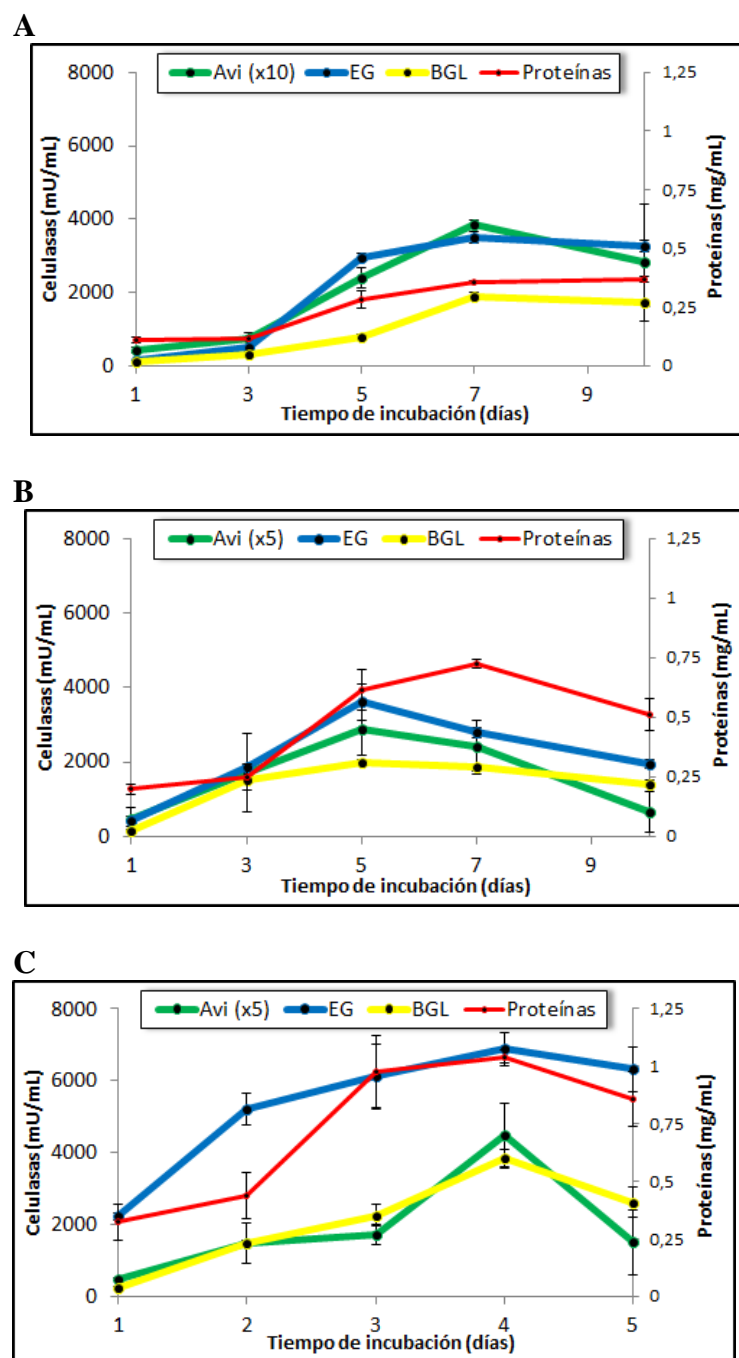 A
Avi (x10) EG BGL Proteínas
8000
6000
4000
2000
0
Celulasas (mU/mL)
1,25
1
0,75
0,5
0,25
0
Proteínas (mg/mL)
1 3 5 7 9
Tiempo de incubación (días)
B
Avi (x5) EG BGL Proteínas
8000
6000
4000
2000
0
Celulasas (mU/mL)
1,25
1
0,75
0,5
0,25
0
Proteínas (mg/mL)
1 3 5 7 9
Tiempo de incubación (días)
C
Avi (x5) EG BGL Proteínas
8000
6000
4000
2000
0
Celulasas (mU/mL)
1,25
1
0,75
0,5
0,25
0
Proteínas (mg/mL)
1 2 3 4 5
Tiempo de incubación (días)